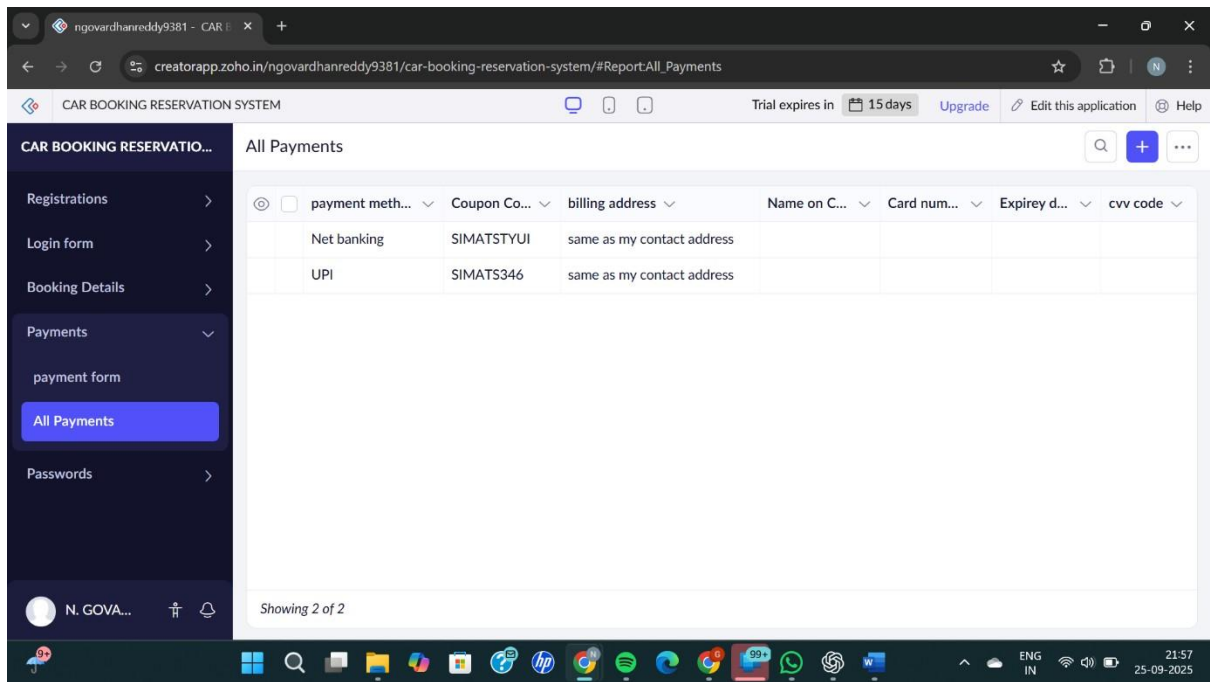 ngovardhanreddy9381 - CAR B
creatorapp.zoho.in/ngovardhanreddy9381/car-booking-reservation-system/#Report:All_Payments
N
CAR BOOKING RESERVATION SYSTEM
Trial expires in 15 days Upgrade Edit this application Help
CAR BOOKING RESERVATIO...
All Payments
Registrations
Login form
Booking Details
Payments
payment form
All Payments
Passwords
payment meth... Coupon Co... billing address Name on C... Card num... Expirey d... cvv code
Net banking SIMATSTYUI same as my contact address
UPI SIMATS346 same as my contact address
N. GOVA...
Showing 2 of 2
9+
hp
N
G
99+
W
ENG
IN
21:57
25-09-2025